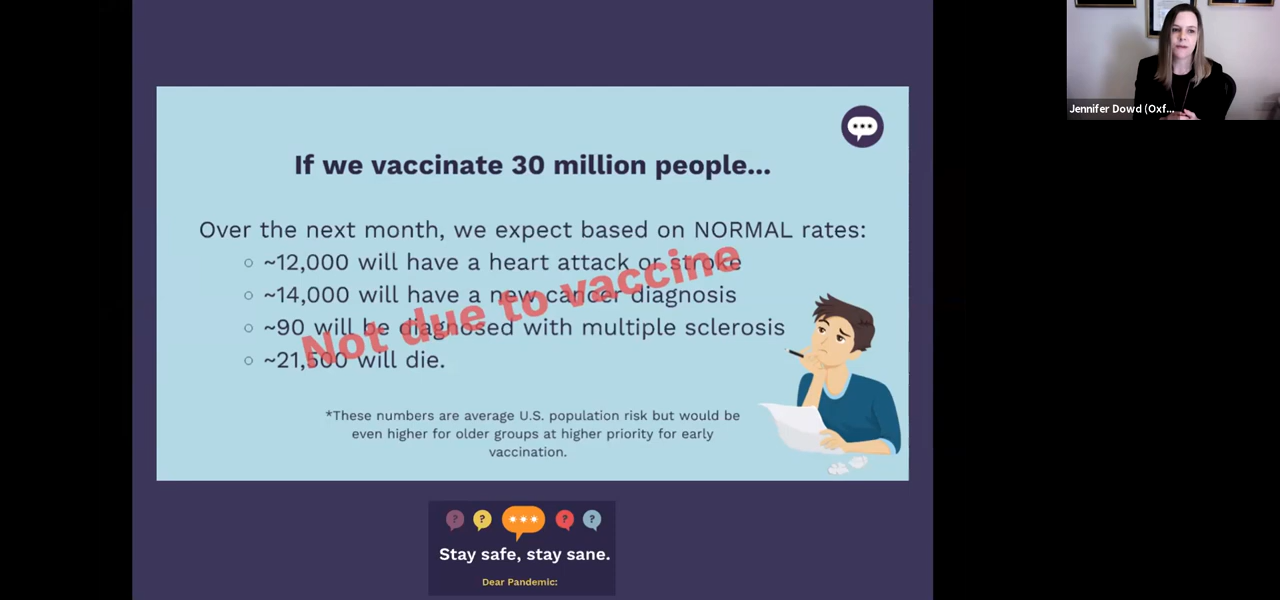 Jennifer Dowd (Oxf...
If we vaccinate 30 million people...
Over the next month, we expect based on NORMAL rates:
~12,000 will have a heart attack or stroke
~14,000 will have a new cancer diagnosis
~90 will be diagnosed with multiple sclerosis
~21,500 will die.
Not due to vaccine
*These numbers are average U.S. population risk but would be
even higher for older groups at higher priority for early
vaccination.
? ? *** ? ?
Stay safe, stay sane.
Dear Pandemic: